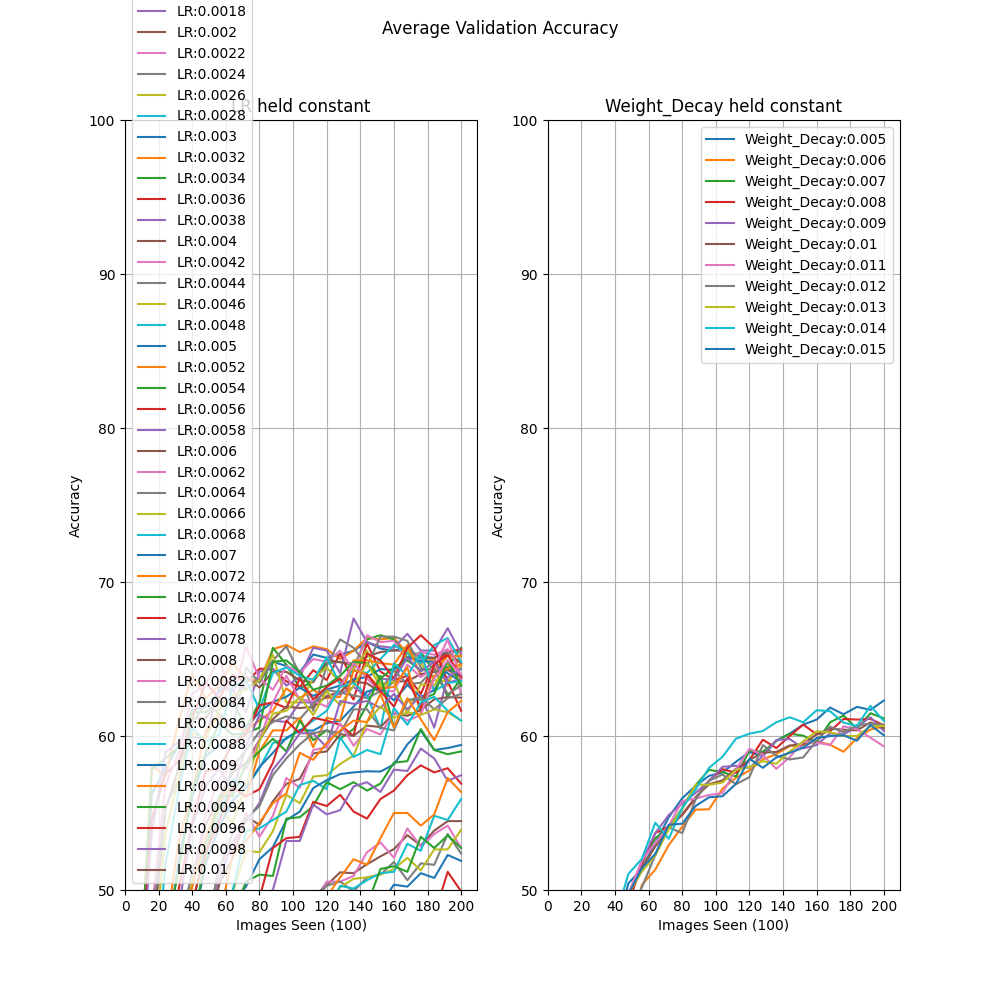 Average Validation Accuracy
LR held constant
LR:0.0018
LR:0.002
LR:0.0022
LR:0.0024
LR:0.0026
LR:0.0028
LR:0.003
LR:0.0032
LR:0.0034
LR:0.0036
LR:0.0038
LR:0.004
LR:0.0042
LR:0.0044
LR:0.0046
LR:0.0048
LR:0.005
LR:0.0052
LR:0.0054
LR:0.0056
LR:0.0058
LR:0.006
LR:0.0062
LR:0.0064
LR:0.0066
LR:0.0068
LR:0.007
LR:0.0072
LR:0.0074
LR:0.0076
LR:0.0078
LR:0.008
LR:0.0082
LR:0.0084
LR:0.0086
LR:0.0088
LR:0.009
LR:0.0092
LR:0.0094
LR:0.0096
LR:0.0098
LR:0.01
100
90
80
70
60
50
Accuracy
0 20 40 60 80 100 120 140 160 180 200
Images Seen (100)
Weight_Decay held constant
Weight_Decay:0.005
Weight_Decay:0.006
Weight_Decay:0.007
Weight_Decay:0.008
Weight_Decay:0.009
Weight_Decay:0.01
Weight_Decay:0.011
Weight_Decay:0.012
Weight_Decay:0.013
Weight_Decay:0.014
Weight_Decay:0.015
100
90
80
70
60
50
Accuracy
0 20 40 60 80 100 120 140 160 180 200
Images Seen (100)